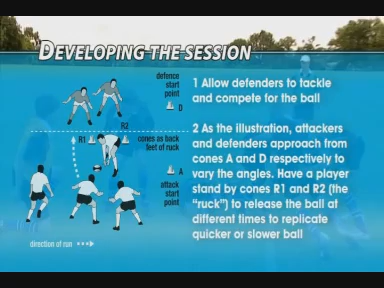 DEVELOPING THE SESSION
defence
start
point
D
R2
R1
cones as back
feet of ruck
A
attack
start
point
direction of run
1 Allow defenders to tackle
and compete for the ball
2 As the illustration, attackers
and defenders approach from
cones A and D respectively to
vary the angles. Have a player
stand by cones R1 and R2 (the
“ruck”) to release the ball at
different times to replicate
quicker or slower ball